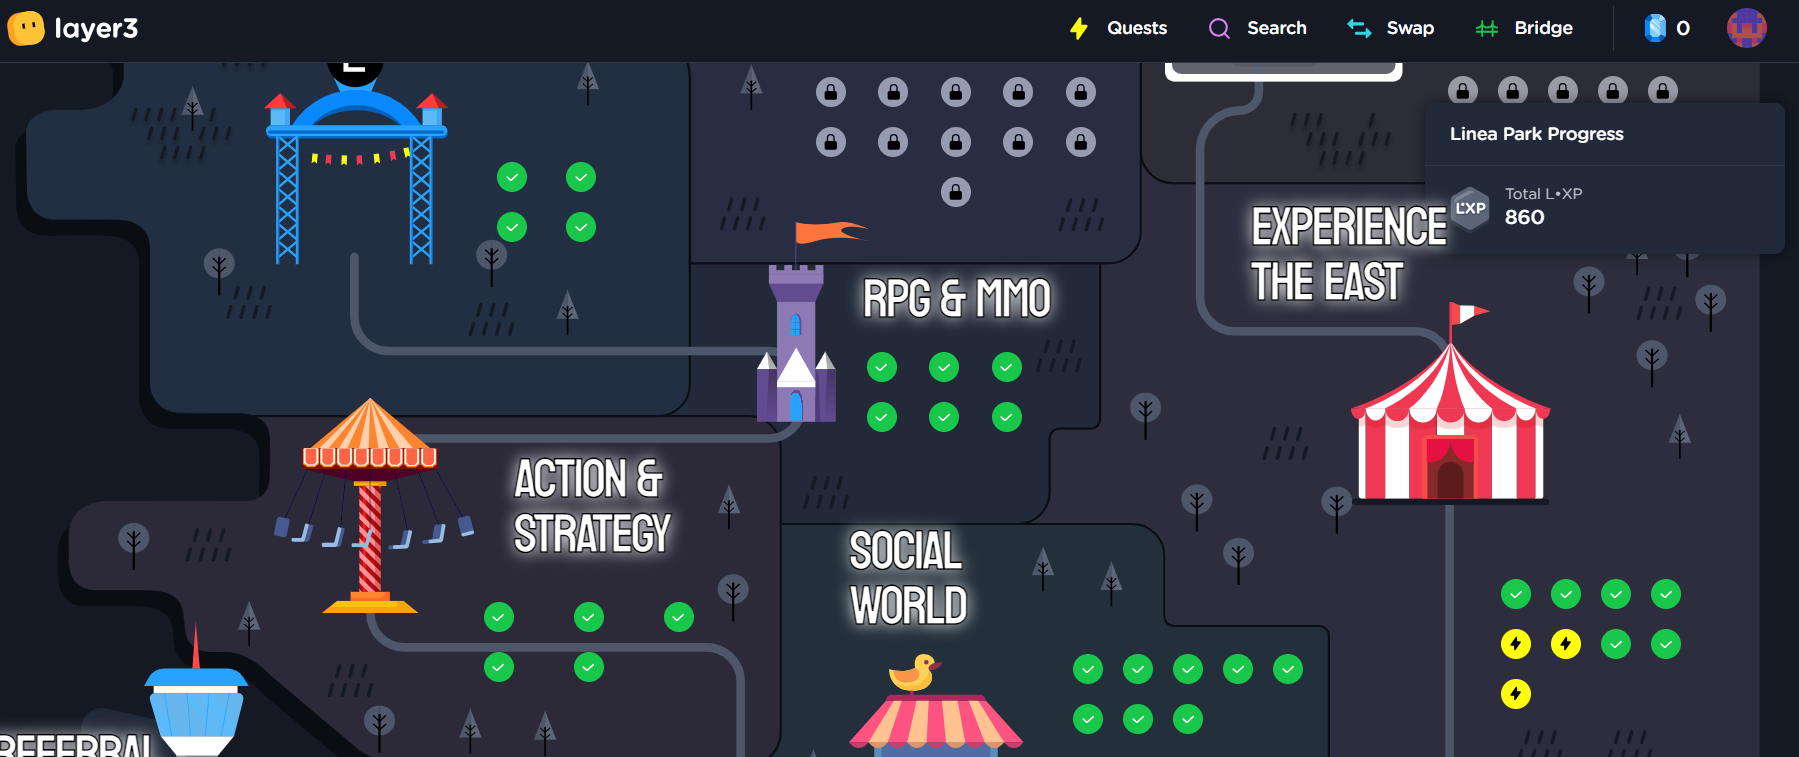 layer3
Quests
Search
Swap
Bridge
0
Linea Park Progress
LXP
Total L•XP
860
EXPERIENCE
THE EAST
RPG & MMO
ACTION &
STRATEGY
SOCIAL
WORLD
REFERRAL